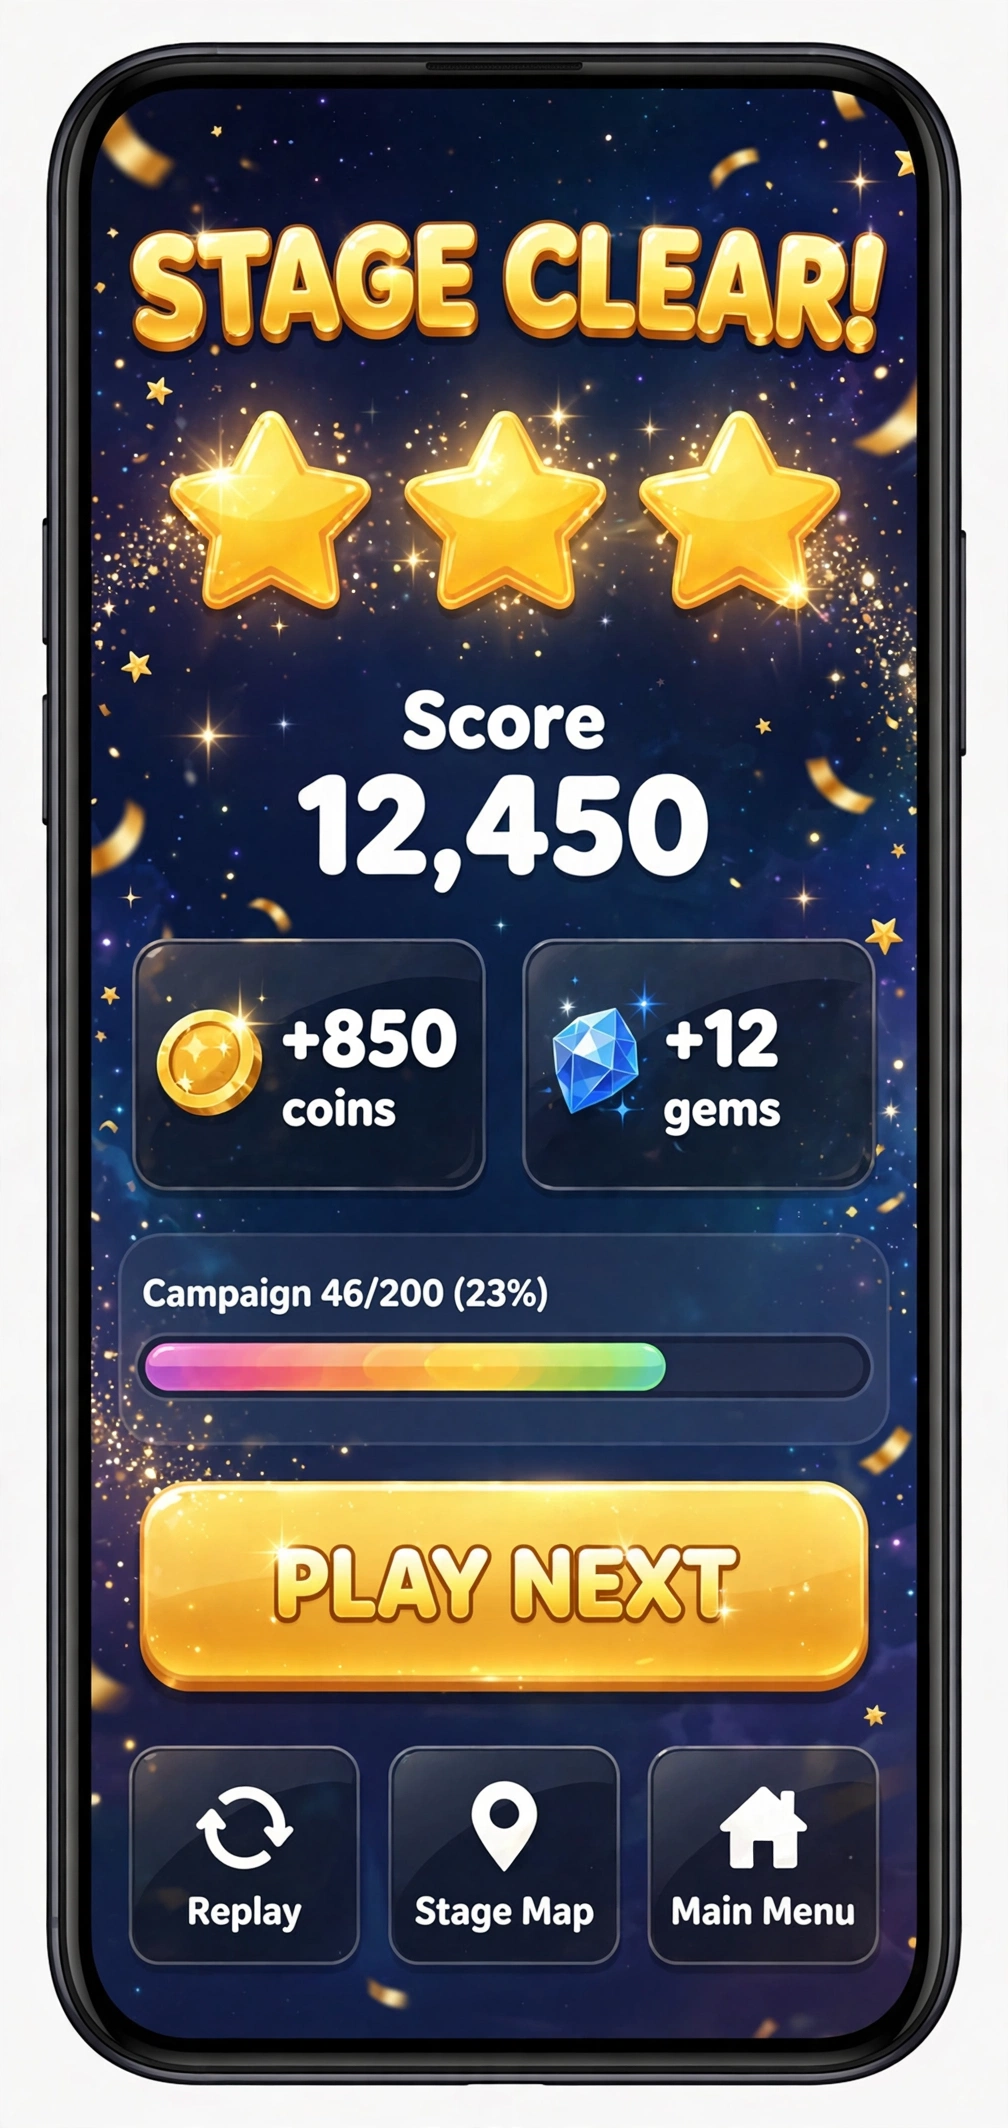 STAGE CLEAR!
Score
12,450
+850
coins
+12
gems
Campaign 46/200 (23%)
PLAY NEXT
Replay
Stage Map
Main Menu